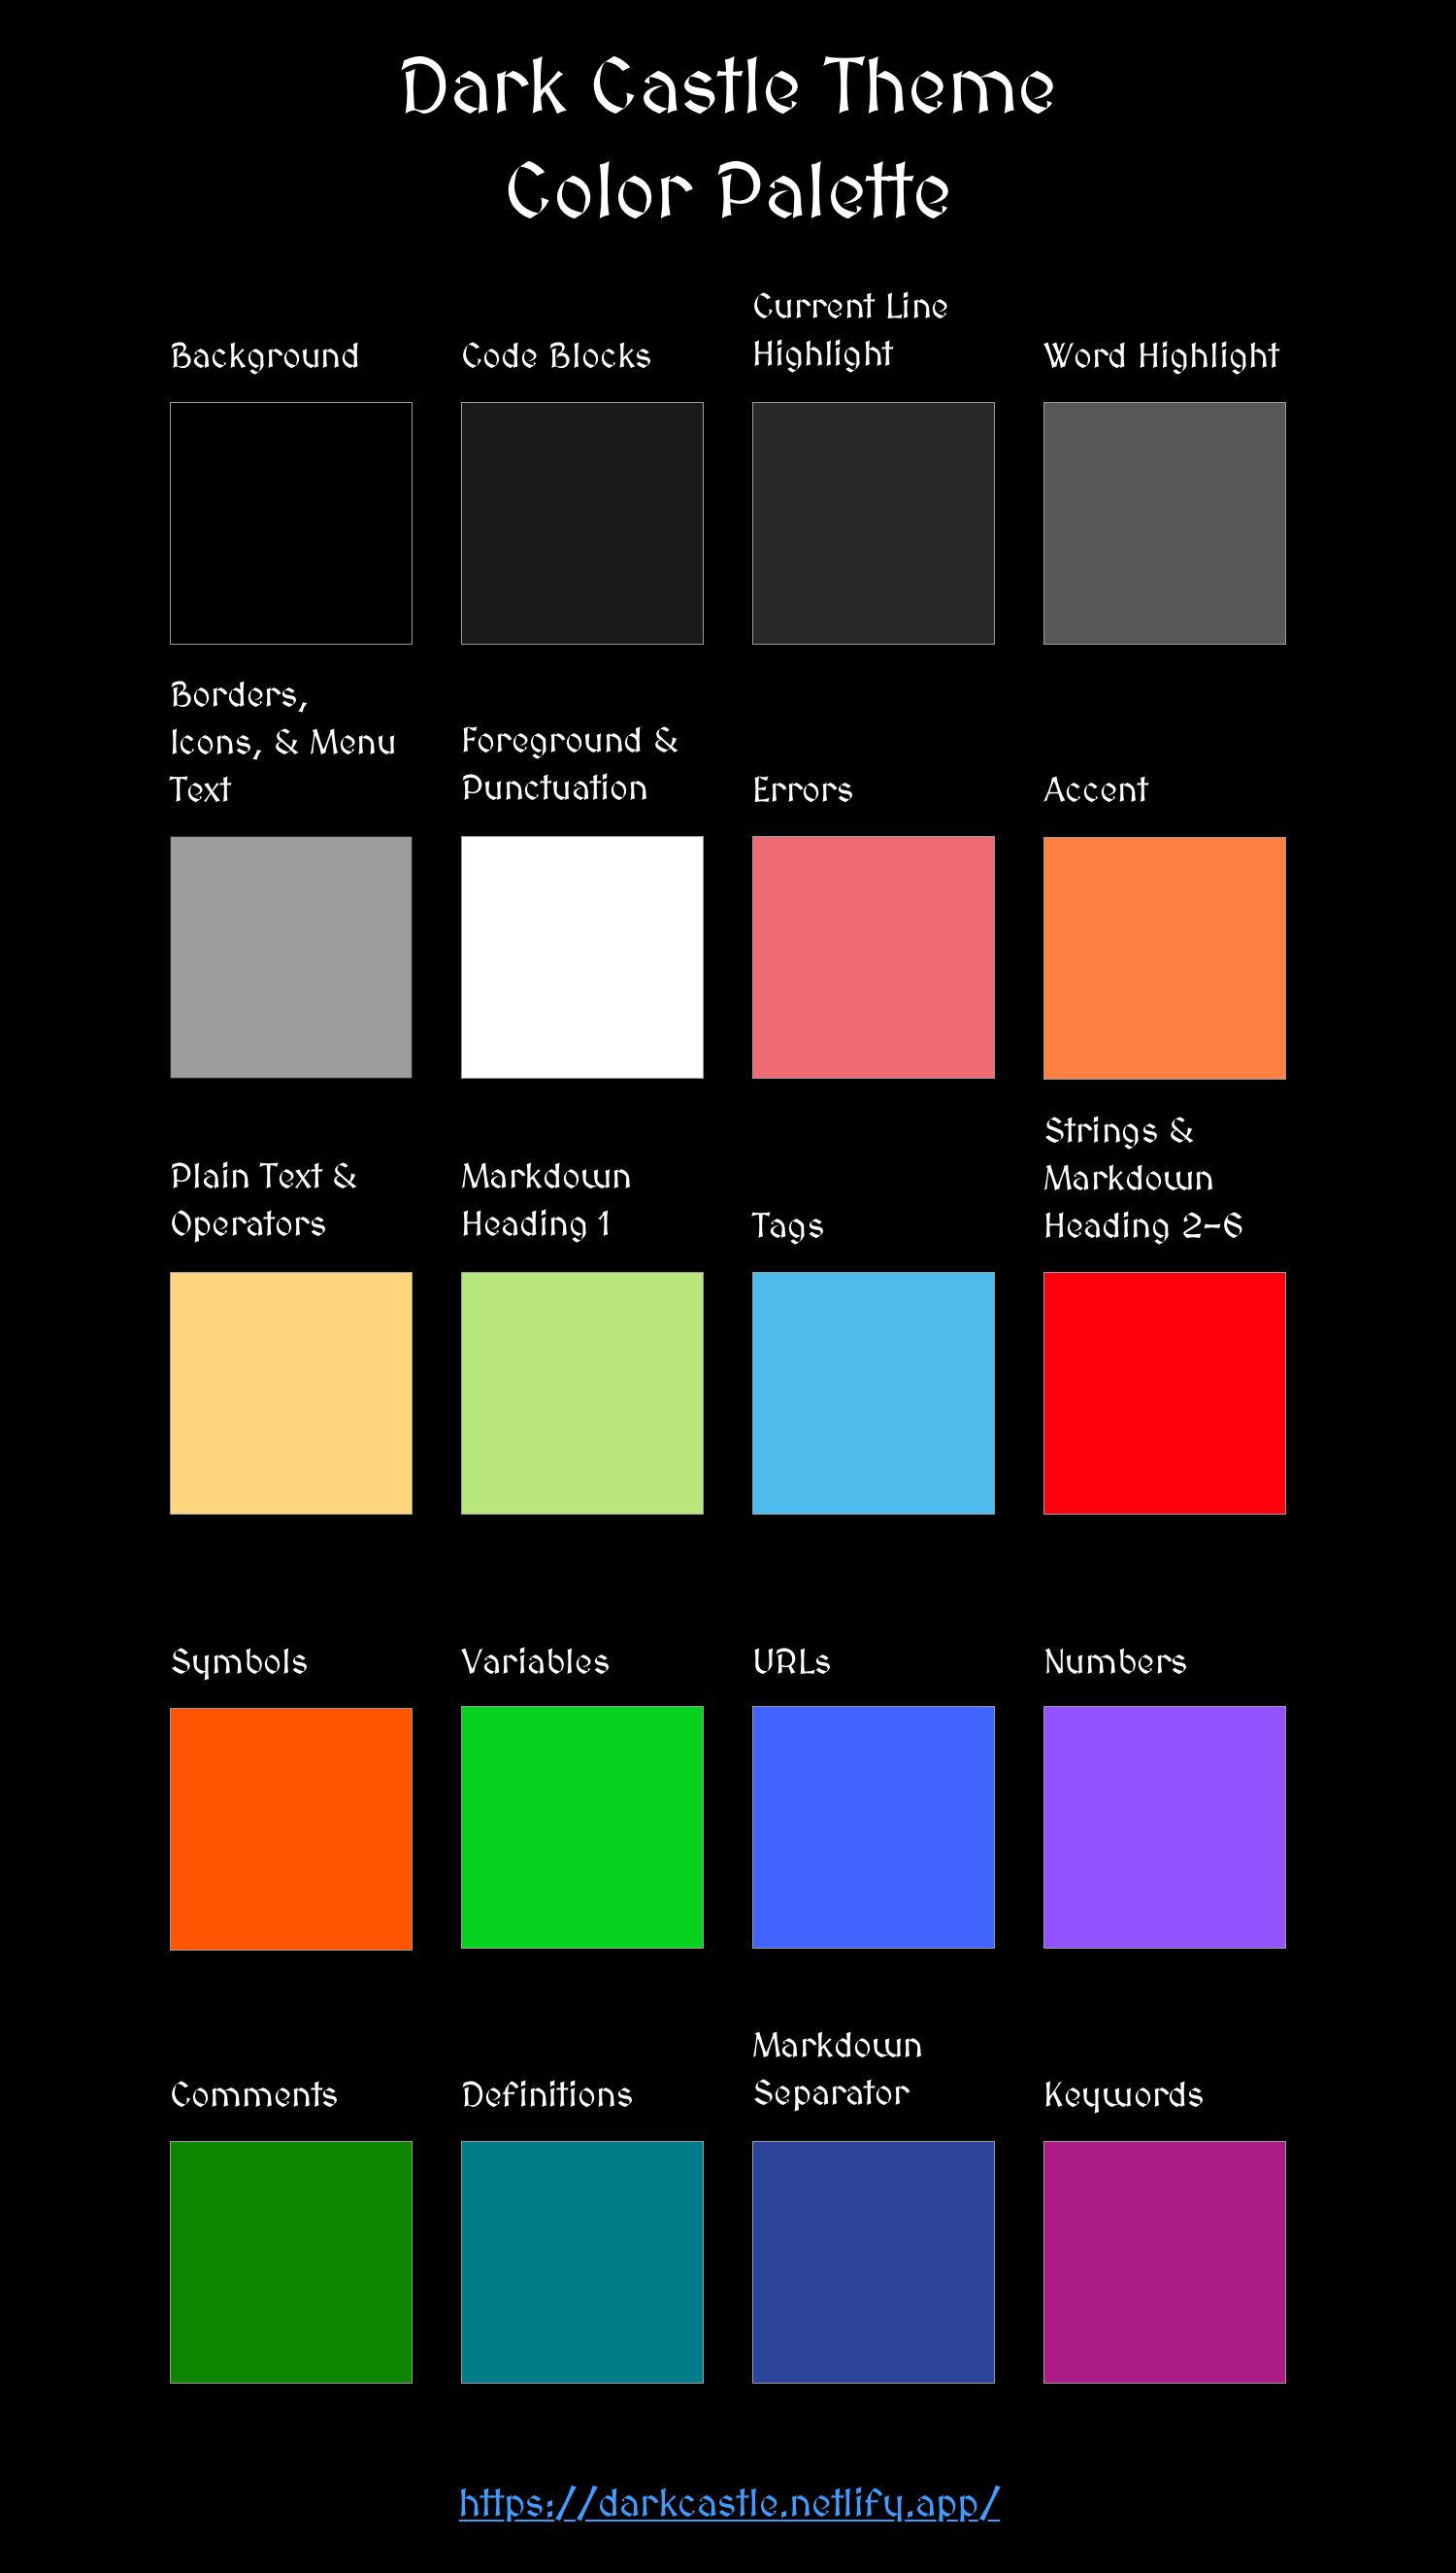 Dark Castle Theme
Color Palette
Background
Code Blocks
Current Line
Highlight
Word Highlight
Borders,
Icons, & Menu
Text
Foreground &
Punctuation
Errors
Accent
Plain Text &
Operators
Markdown
Heading 1
Tags
Strings &
Markdown
Heading 2-6
Symbols
Variables
URLs
Numbers
Comments
Definitions
Markdown
Separator
Keywords
https://darkcastle.netlify.app/